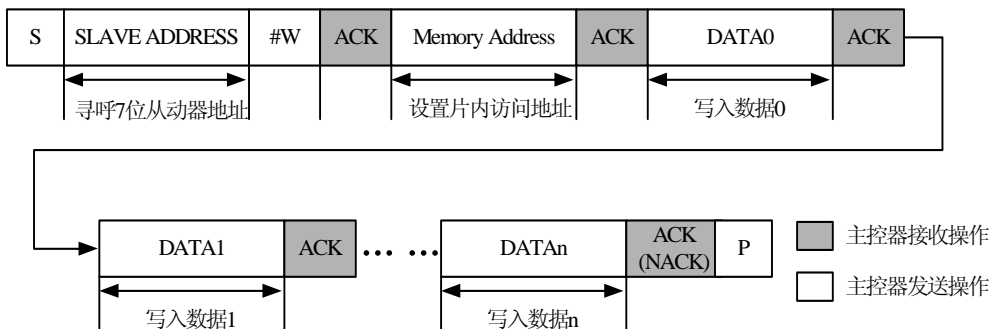 S SLAVE ADDRESS #W ACK Memory Address ACK DATA0 ACK
寻呼7位从动器地址 设置片内访问地址 写入数据0
DATA1 ACK ... ... DATAn ACK (NACK) P
写入数据1 写入数据n
主控器接收操作
主控器发送操作